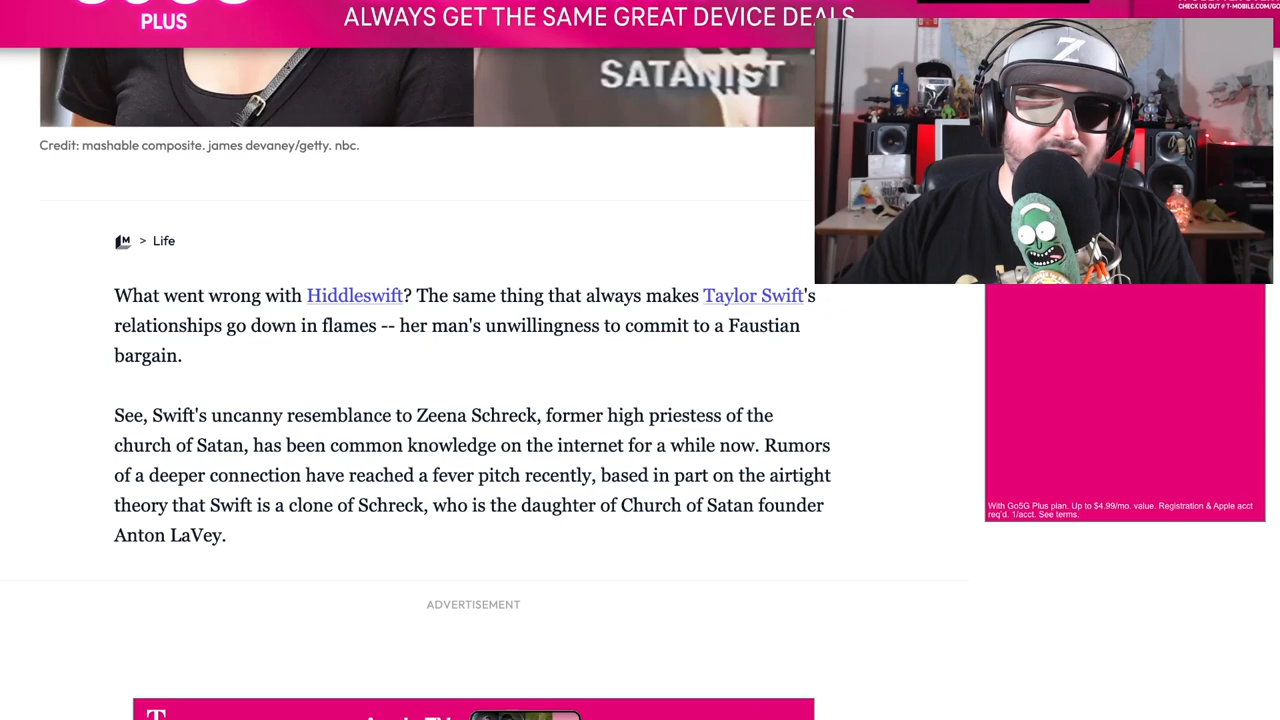 PLUS
ALWAYS GET THE SAME GREAT DEVICE DEALS
CHECK US OUT # T-MOBILE.COM/GO
SATANIST
Z
Credit: mashable composite. james devaney/getty. nbc.
M > Life
What went wrong with Hiddleswift? The same thing that always makes Taylor Swift's
relationships go down in flames -- her man's unwillingness to commit to a Faustian
bargain.
See, Swift's uncanny resemblance to Zeena Schreck, former high priestess of the
church of Satan, has been common knowledge on the internet for a while now. Rumors
of a deeper connection have reached a fever pitch recently, based in part on the airtight
theory that Swift is a clone of Schreck, who is the daughter of Church of Satan founder
Anton LaVey.
With Go5G Plus plan. Up to $4.99/mo. value. Registration & Apple acct
req'd. 1/acct. See terms.
ADVERTISEMENT
T